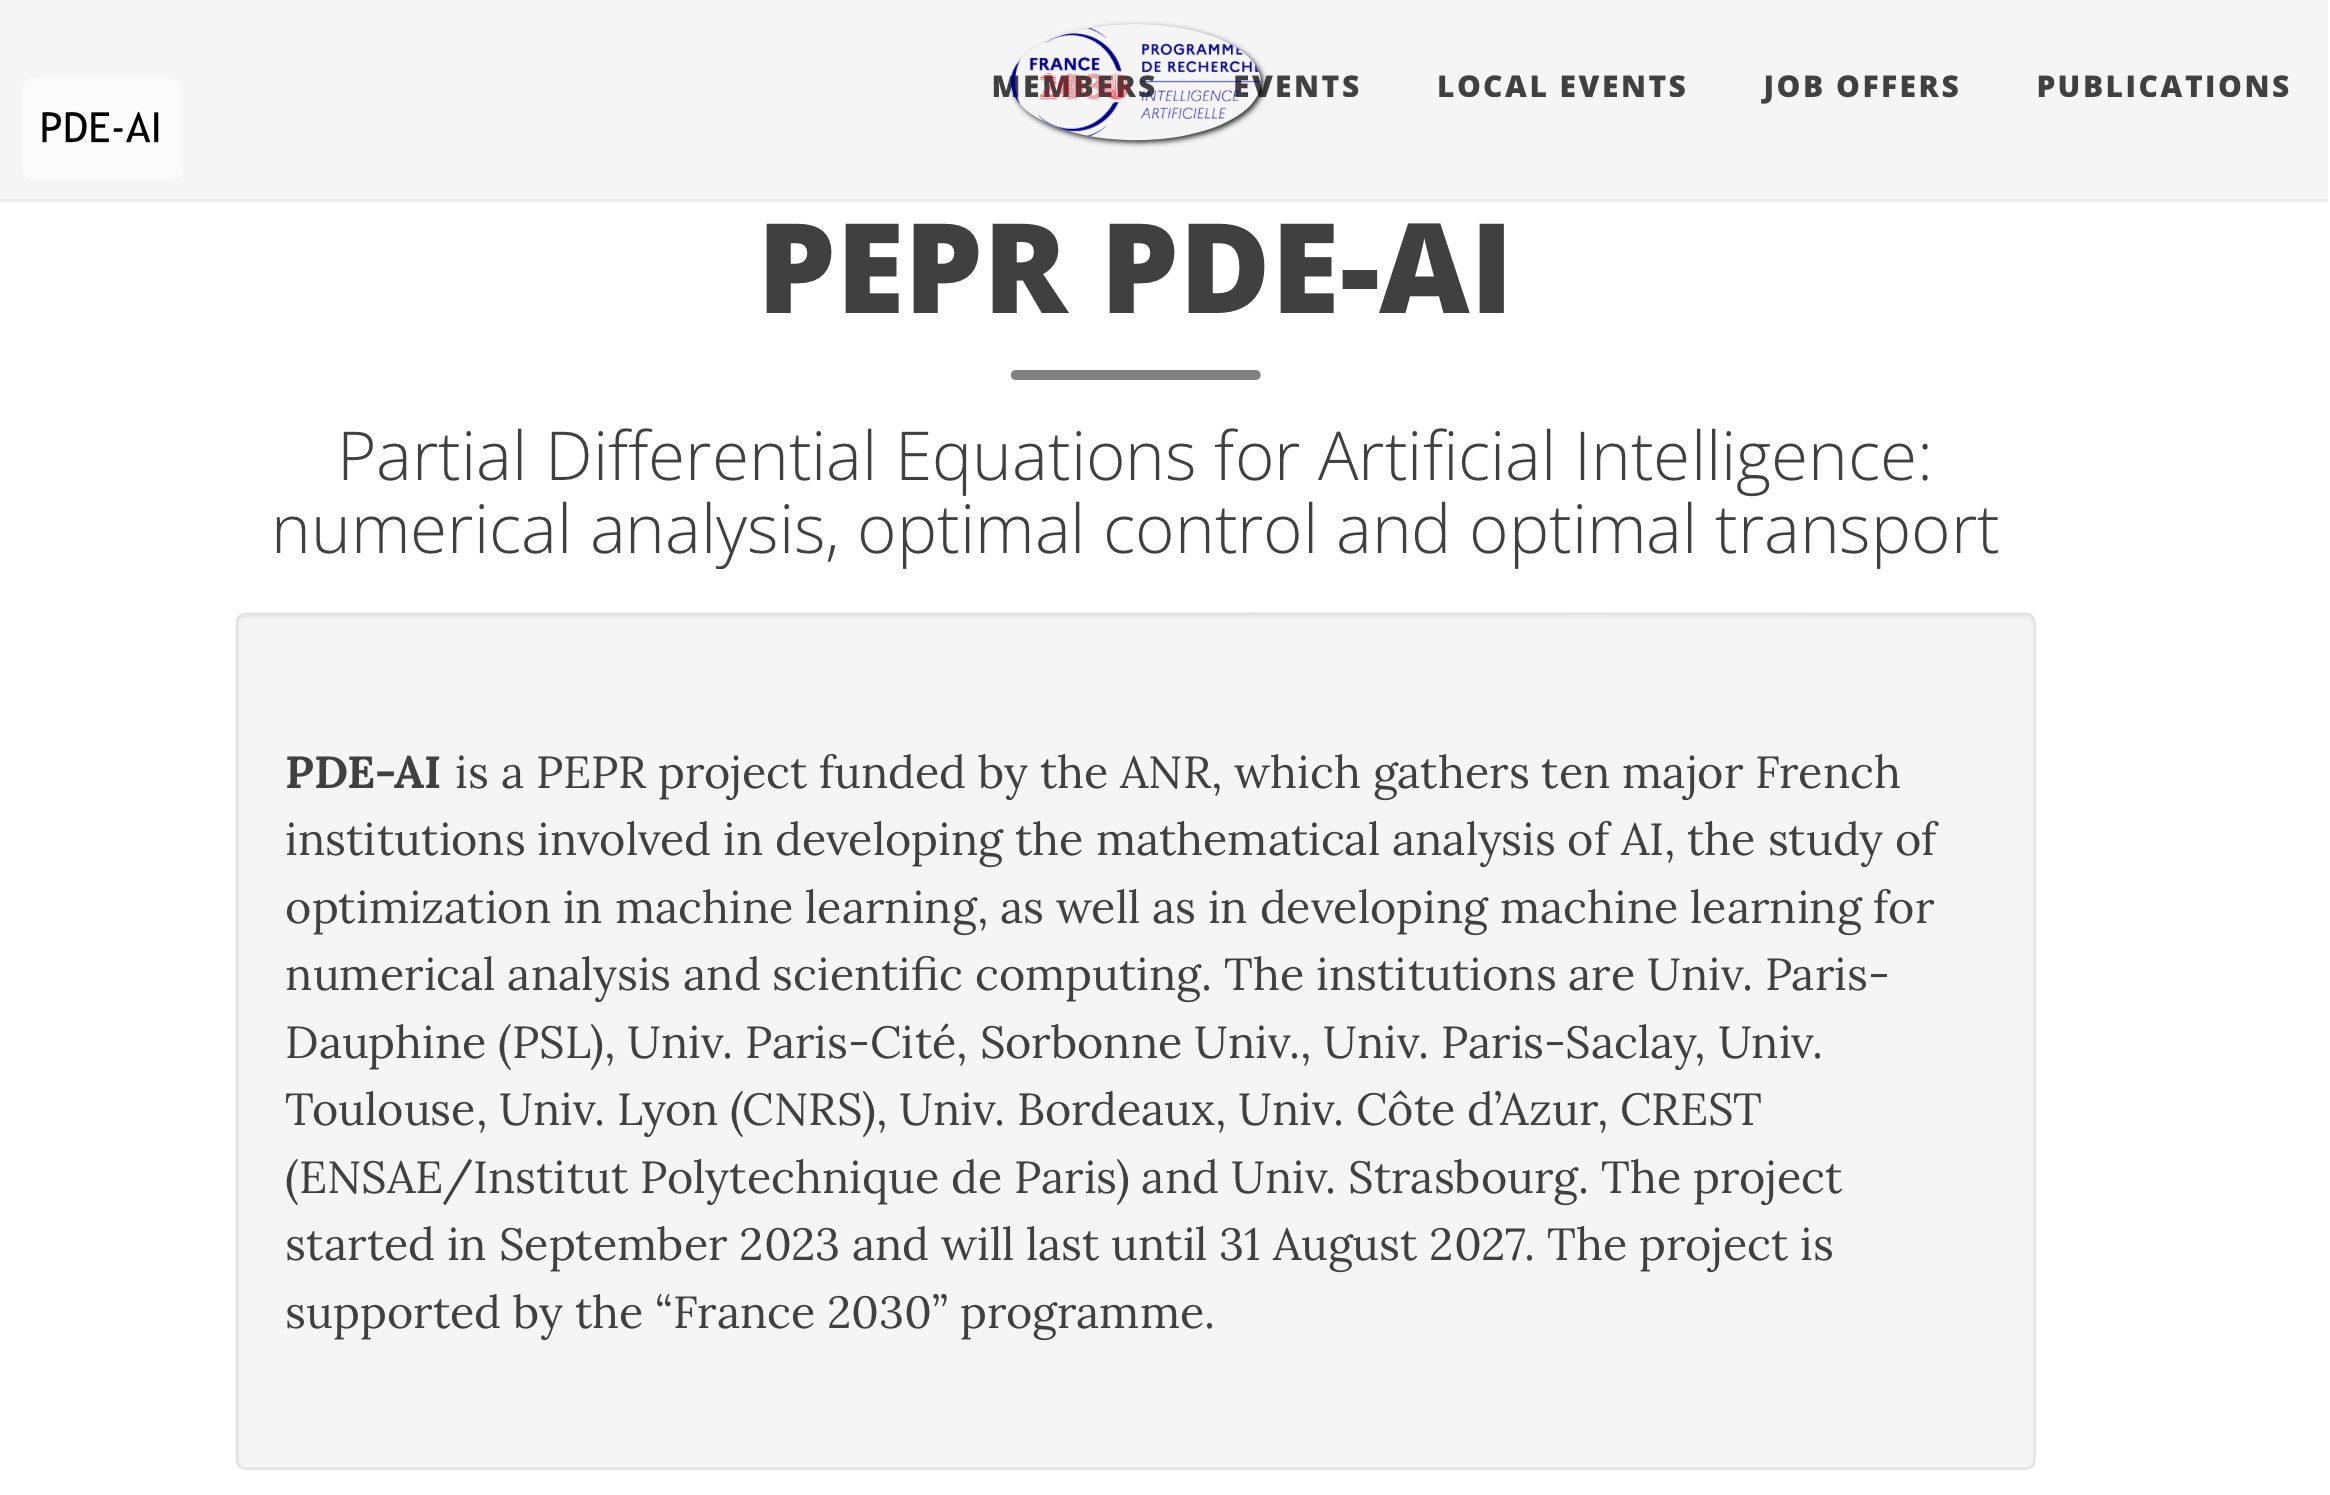 PDE-AI
FRANCE
PROGRAMME
DE RECHERCHE
INTELLIGENCE
ARTIFICIELLE
MEMBERS EVENTS LOCAL EVENTS JOB OFFERS PUBLICATIONS
PEPR PDE-AI
Partial Differential Equations for Artificial Intelligence:
numerical analysis, optimal control and optimal transport
PDE-AI is a PEPR project funded by the ANR, which gathers ten major French
institutions involved in developing the mathematical analysis of AI, the study of
optimization in machine learning, as well as in developing machine learning for
numerical analysis and scientific computing. The institutions are Univ. Paris-
Dauphine (PSL), Univ. Paris-Cité, Sorbonne Univ., Univ. Paris-Saclay, Univ.
Toulouse, Univ. Lyon (CNRS), Univ. Bordeaux, Univ. Côte d’Azur, CREST
(ENSAE/Institut Polytechnique de Paris) and Univ. Strasbourg. The project
started in September 2023 and will last until 31 August 2027. The project is
supported by the “France 2030” programme.